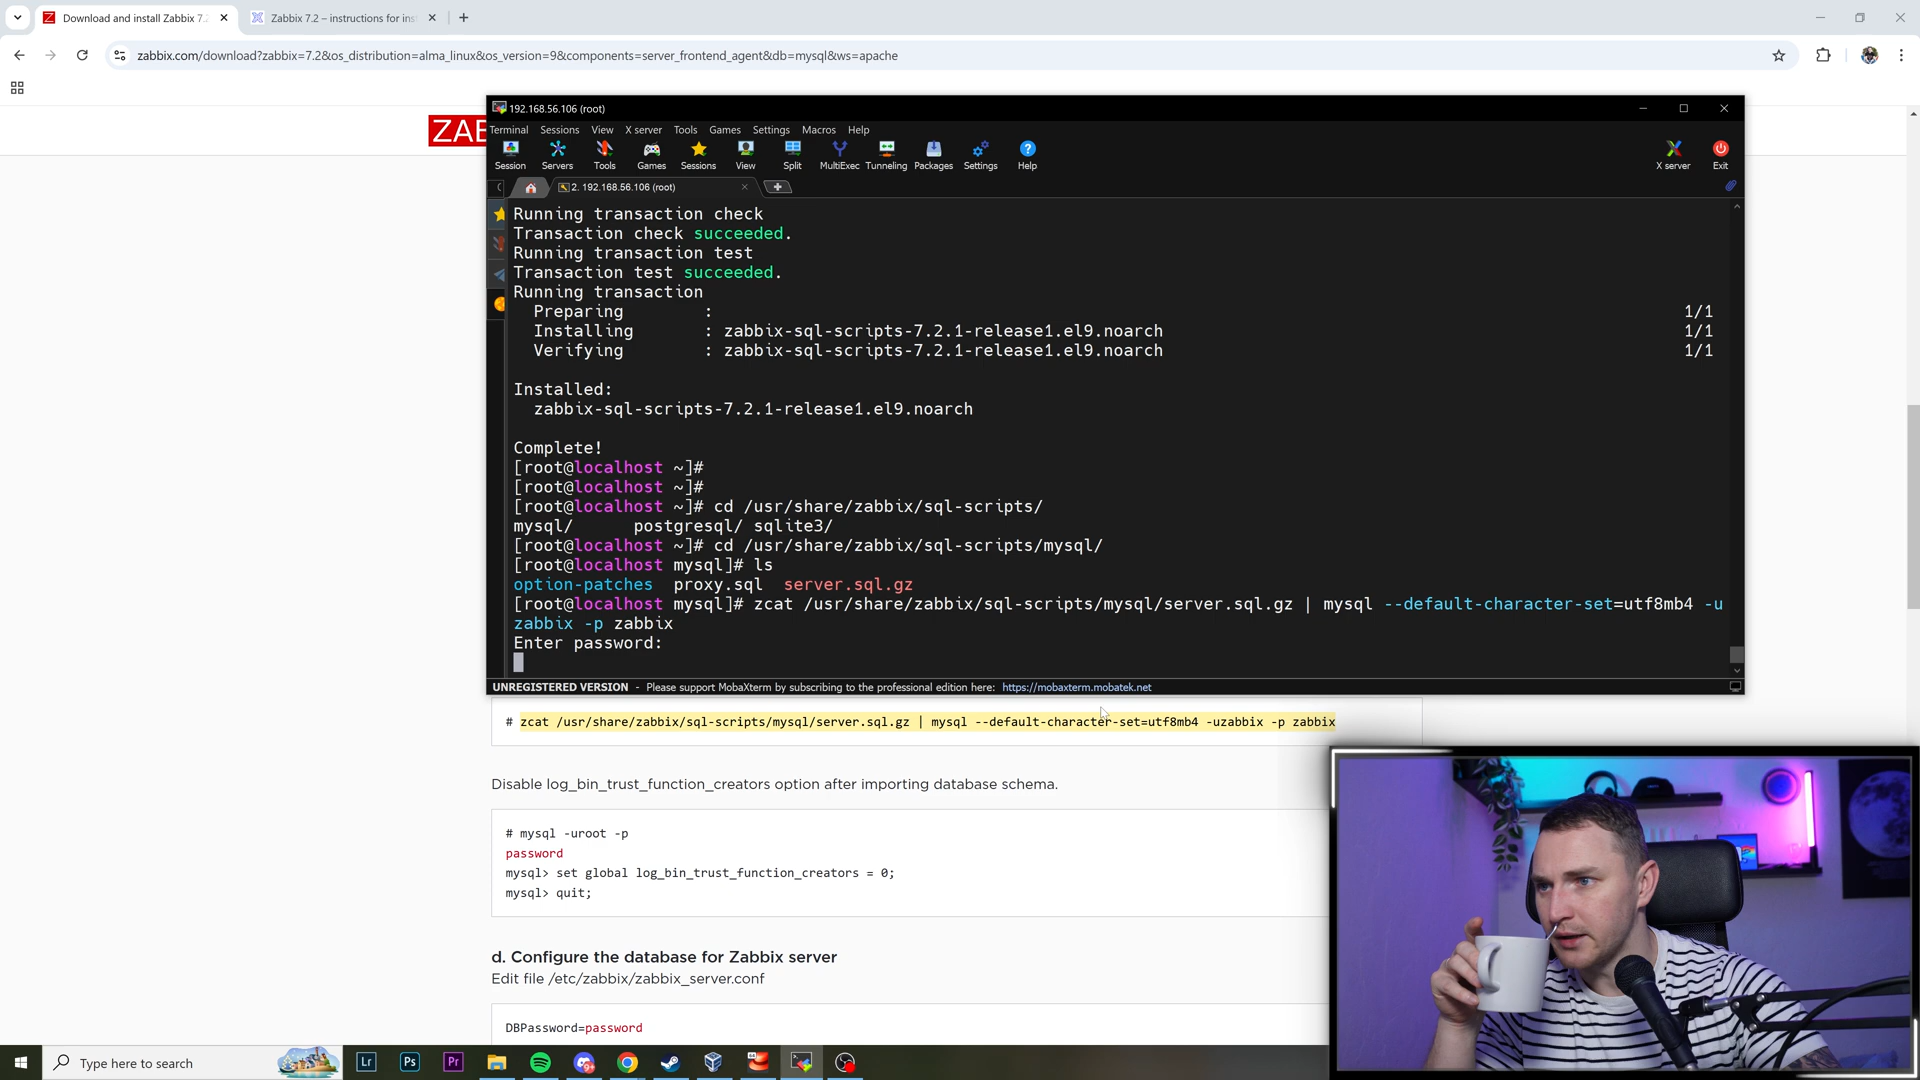 Download and install Zabbix 7.
Zabbix 7.2 – instructions for ins
zabbix.com/download?zabbix=7.2&os_distribution=alma_linux&os_version=9&components=server_frontend_agent&db=mysql&ws=apache
ZAB
192.168.56.106 (root)
Terminal Sessions View X server Tools Games Settings Macros Help
Session Servers Tools Games Sessions View Split MultiExec Tunneling Packages Settings Help X server Exit
2. 192.168.56.106 (root)
Running transaction check
Transaction check succeeded.
Running transaction test
Transaction test succeeded.
Running transaction
Preparing : 1/1
Installing : zabbix-sql-scripts-7.2.1-release1.el9.noarch 1/1
Verifying : zabbix-sql-scripts-7.2.1-release1.el9.noarch 1/1
Installed:
zabbix-sql-scripts-7.2.1-release1.el9.noarch
Complete!
[root@localhost ~]#
[root@localhost ~]#
[root@localhost ~]# cd /usr/share/zabbix/sql-scripts/
mysql/ postgresql/ sqlite3/
[root@localhost ~]# cd /usr/share/zabbix/sql-scripts/mysql/
[root@localhost mysql]# ls
option-patches proxy.sql server.sql.gz
[root@localhost mysql]# zcat /usr/share/zabbix/sql-scripts/mysql/server.sql.gz | mysql --default-character-set=utf8mb4 -u
zabbix -p zabbix
Enter password:
UNREGISTERED VERSION - Please support MobaXterm by subscribing to the professional edition here: https://mobaxterm.mobatek.net
# zcat /usr/share/zabbix/sql-scripts/mysql/server.sql.gz | mysql --default-character-set=utf8mb4 -uzabbix -p zabbix
Disable log_bin_trust_function_creators option after importing database schema.
# mysql -uroot -p
password
mysql> set global log_bin_trust_function_creators = 0;
mysql> quit;
d. Configure the database for Zabbix server
Edit file /etc/zabbix/zabbix_server.conf
DBPassword=password
Type here to search
Lr Ps Pr